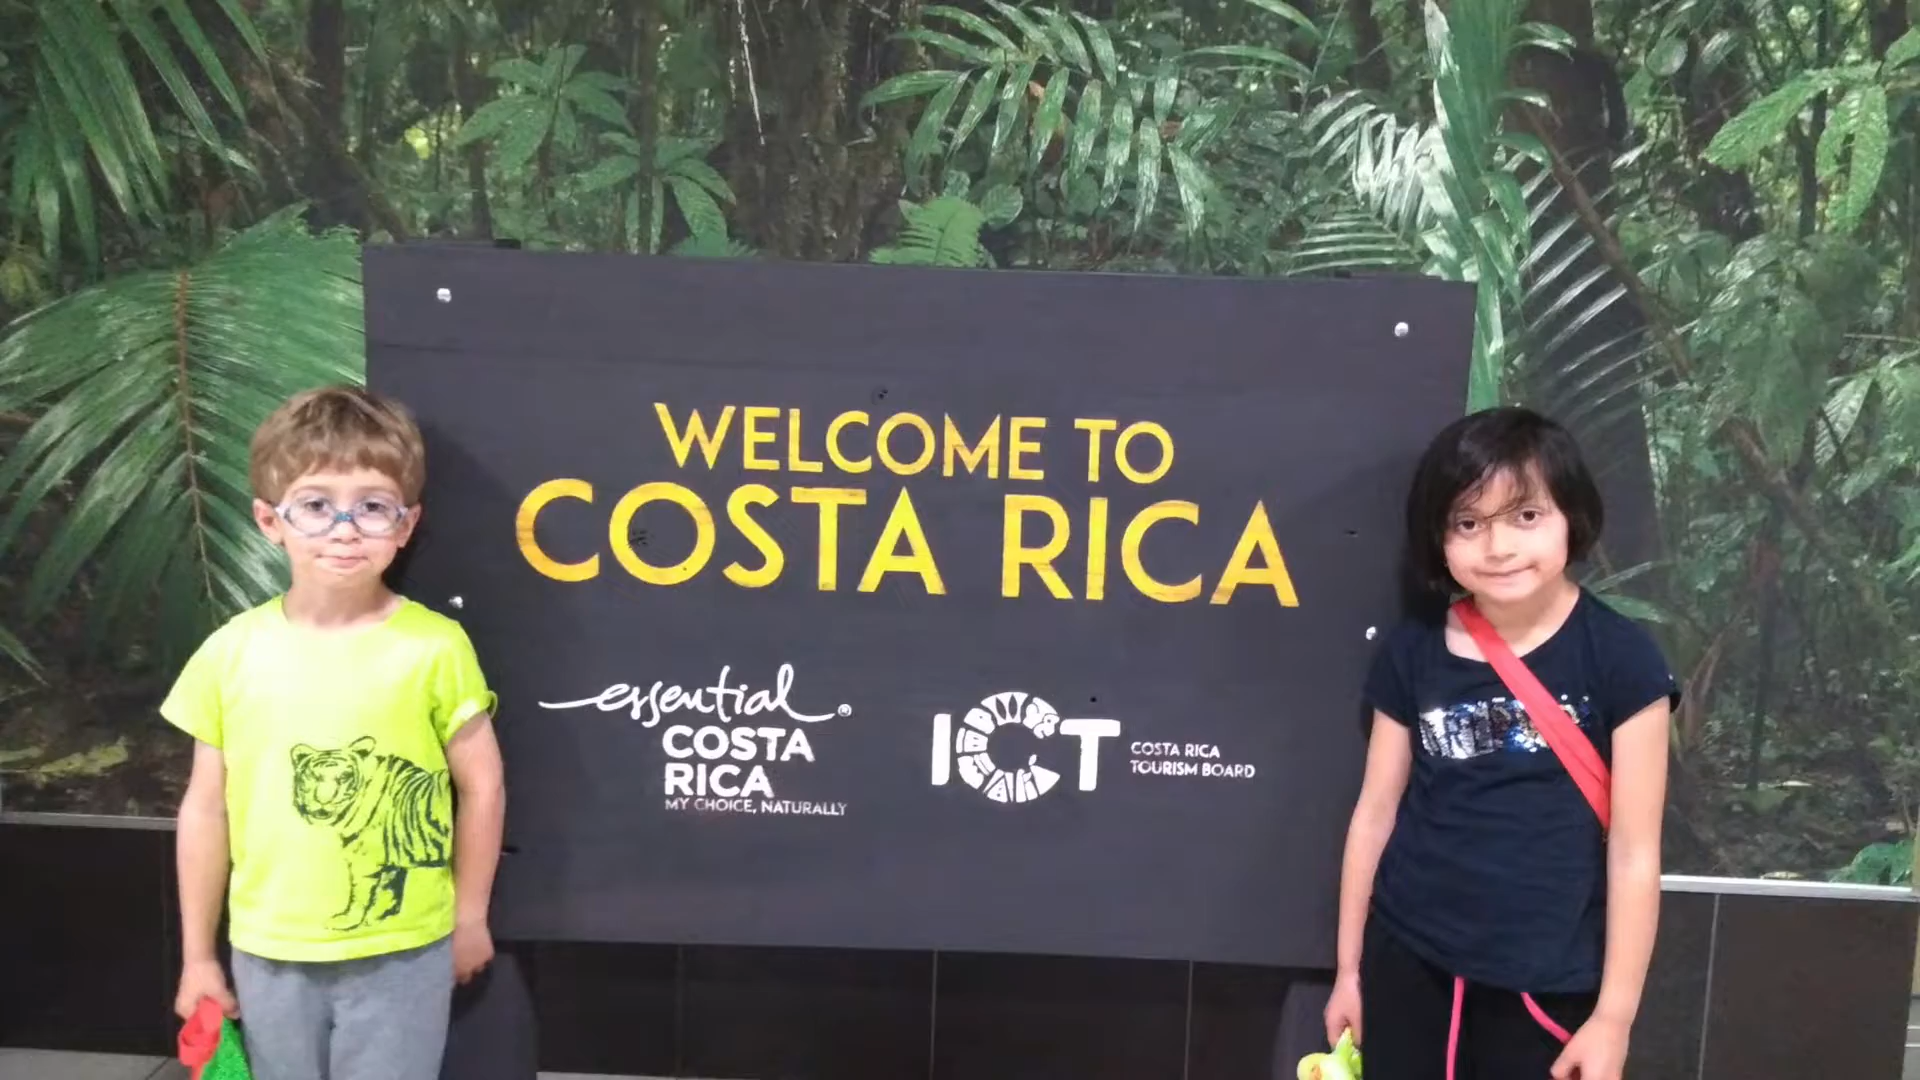 WELCOME TO
COSTA RICA
essential®
COSTA
RICA
MY CHOICE, NATURALLY
ICT
COSTA RICA
TOURISM BOARD